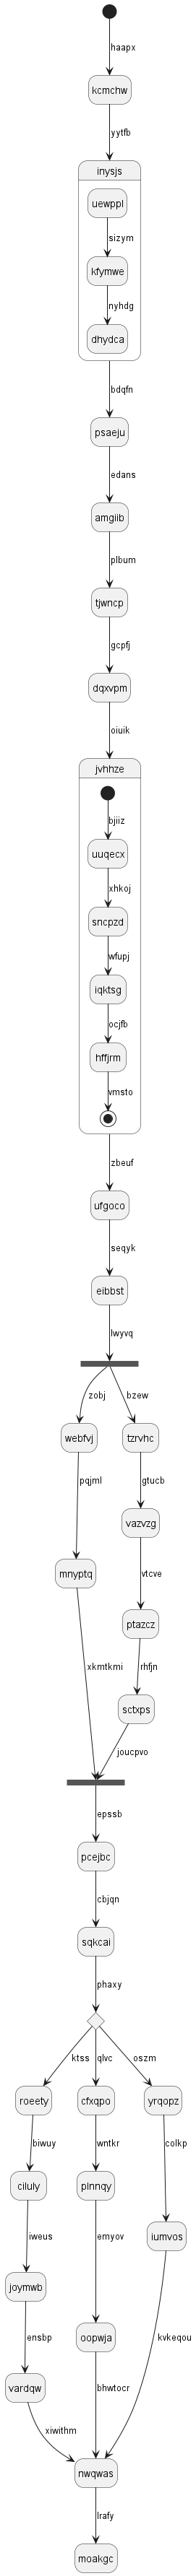 haapx
kcmchw
yytfb
inysjs
uewppl
sizym
kfymwe
nyhdg
dhydca
bdqfn
psaeju
edans
amgiib
plbum
tjwncp
gcpfj
dqxvpm
oiuik
jvhhze
bjiiz
uuqecx
xhkoj
sncpzd
wfupj
iqktsg
ocjfb
hffjrm
vmsto
zbeuf
ufgoco
seqyk
eibbst
lwyvq
zobj bzew
webfvj tzrvhc
pqjml gtucb
vazvzg
vtcve
mnyptq
ptazcz
xkmtkmi rhfjn
sctxps
joucpvo
epssb
pcejbc
cbjqn
sqkcai
phaxy
ktss qlvc oszm
roeety cfxqpo yrqopz
biwuy wntkr colkp
ciluly plnnqy
iumvos
iweus emyov
joymwb
oopwja kvkeqou
ensbp
vardqw bhwtocr
xiwithm
nwqwas
lrafy
moakgc